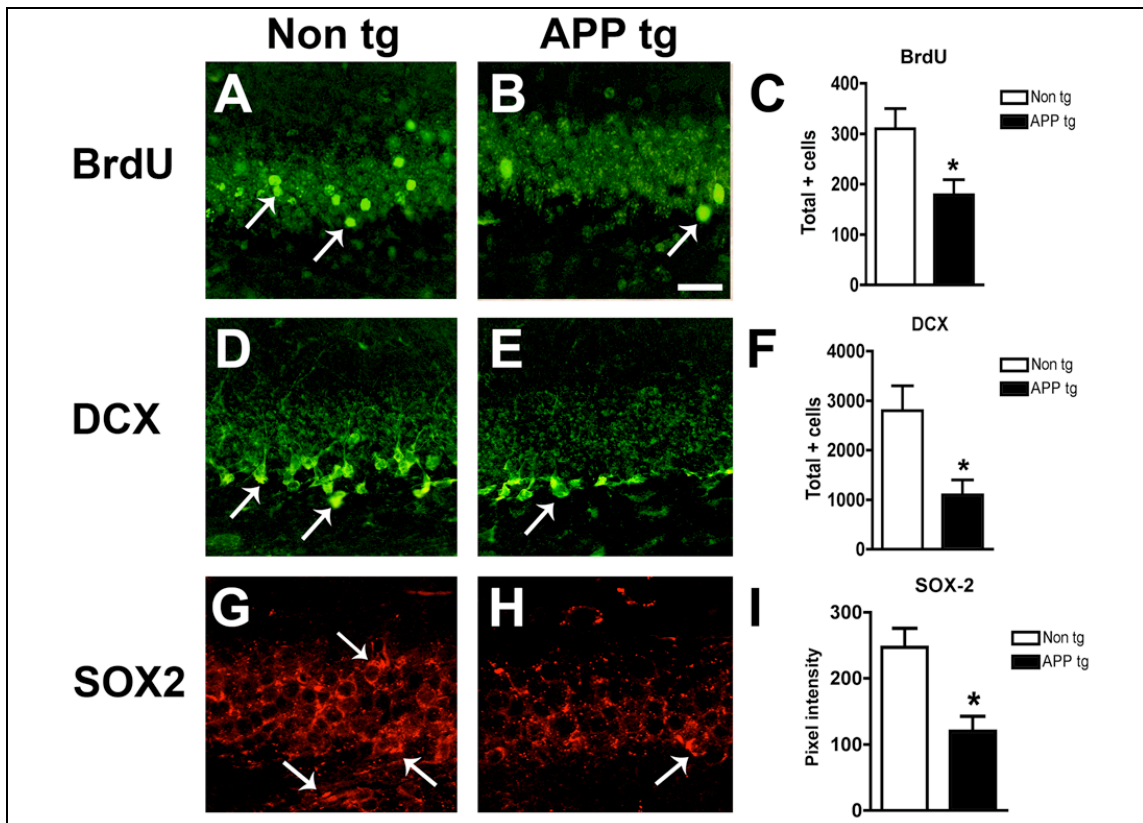 Non tg
APP tg
BrdU
A
B
C
BrdU
Total + cells
400
300
200
100
0
*
Non tg
APP tg
DCX
D
E
F
DCX
Total + cells
4000
3000
2000
1000
0
*
Non tg
APP tg
SOX2
G
H
I
SOX-2
Pixel intensity
300
200
100
0
*
Non tg
APP tg